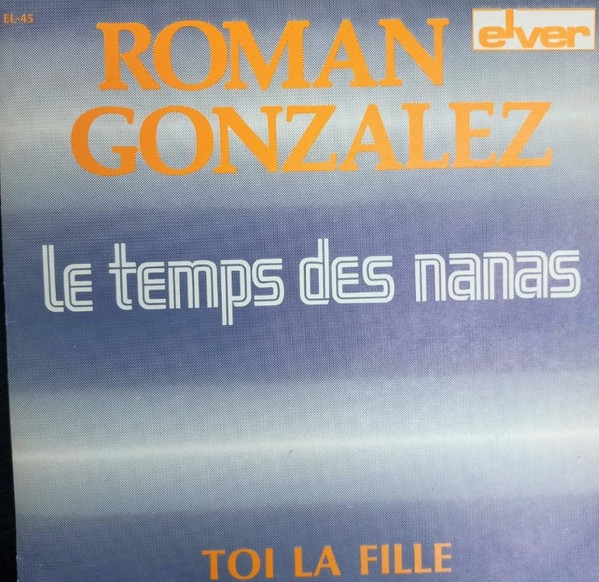 EL-45
elver
ROMAN
GONZALEZ
le temps des nanas
TOI LA FILLE